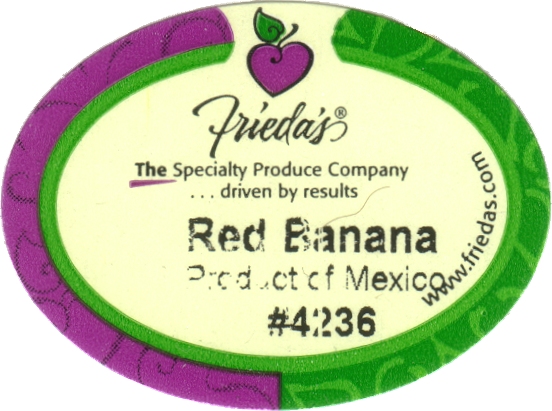 Frieda's®
The Specialty Produce Company
... driven by results
Red Banana
Product of Mexico
#4236
www.friedas.com